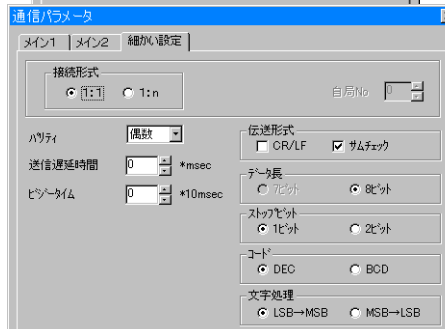 通信パラメータ
メイン1 メイン2 細かい設定
接続形式
1:1 1:n
自局No 0
パリティ 偶数
送信遅延時間 0 *msec
ビジータイム 0 *10msec
伝送形式
CR/LF サムチェック
データ長
7ビット 8ビット
ストップビット
1ビット 2ビット
コード
DEC BCD
文字処理
LSB→MSB MSB→LSB